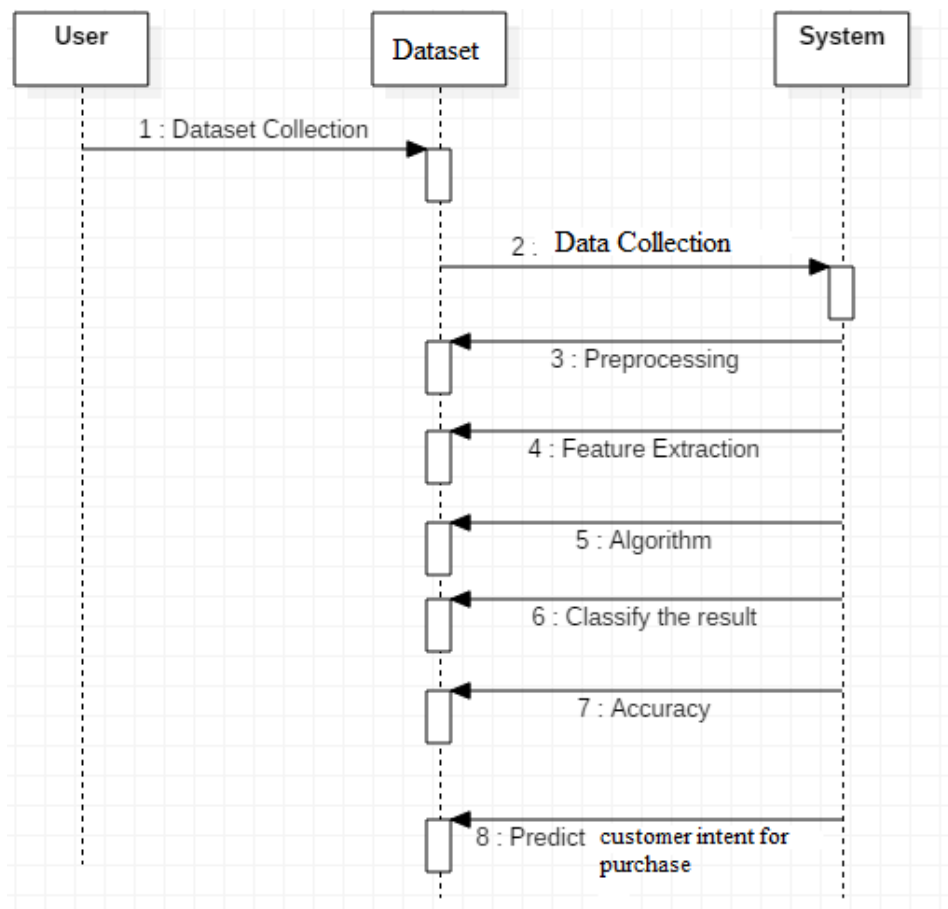 User
Dataset
System
1 : Dataset Collection
2 : Data Collection
3 : Preprocessing
4 : Feature Extraction
5 : Algorithm
6 : Classify the result
7 : Accuracy
8 : Predict customer intent for
purchase